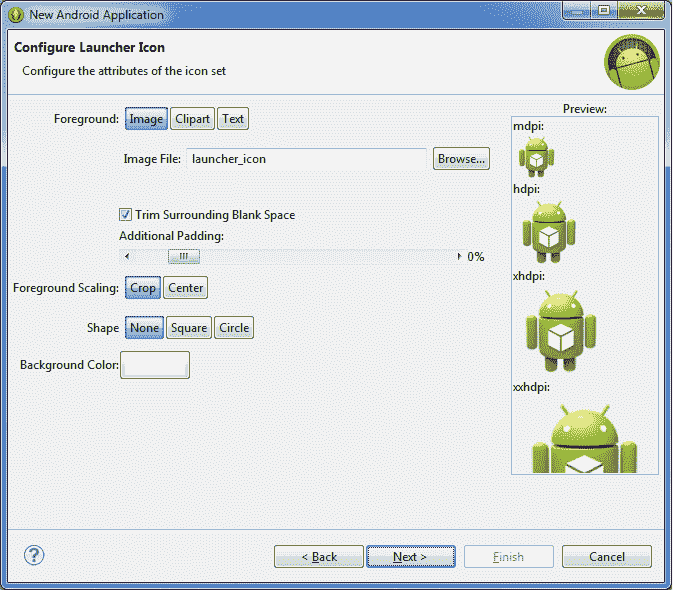 New Android Application
Configure Launcher Icon
Configure the attributes of the icon set
Foreground: Image Clipart Text
Image File: launcher_icon Browse...
Trim Surrounding Blank Space
Additional Padding:
0%
Foreground Scaling: Crop Center
Shape None Square Circle
Background Color:
Preview:
mdpi:
hdpi:
xhdpi:
xxhdpi:
? < Back Next > Finish Cancel